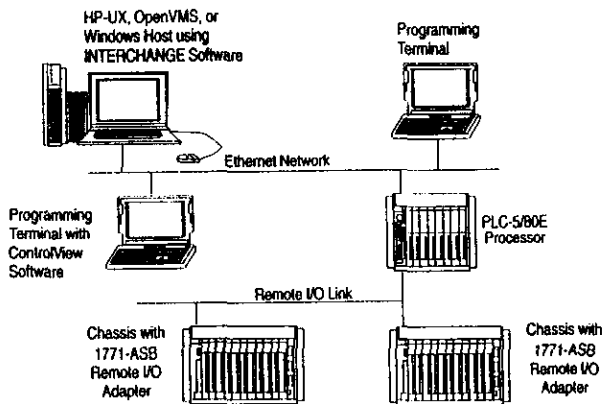 HP-UX, OpenVMS, or
Windows Host using
INTERCHANGE Software
Programming
Terminal
Ethernet Network
Programming
Terminal with
ControlView
Software
PLC-5/80E
Processor
Remote I/O Link
Chassis with
1771-ASB
Remote I/O
Adapter
Chassis with
1771-ASB
Remote I/O
Adapter